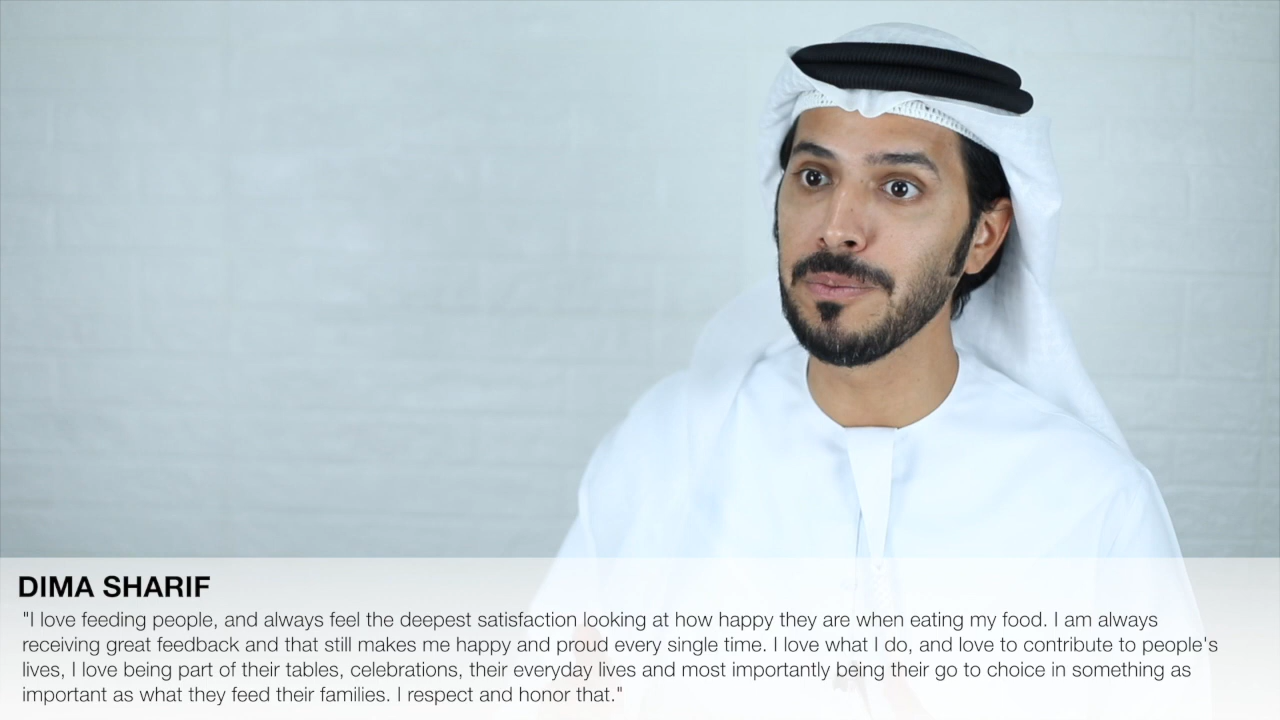 DIMA SHARIF
"I love feeding people, and always feel the deepest satisfaction looking at how happy they are when eating my food. I am always
receiving great feedback and that still makes me happy and proud every single time. I love what I do, and love to contribute to people's
lives, I love being part of their tables, celebrations, their everyday lives and most importantly being their go to choice in something as
important as what they feed their families. I respect and honor that."